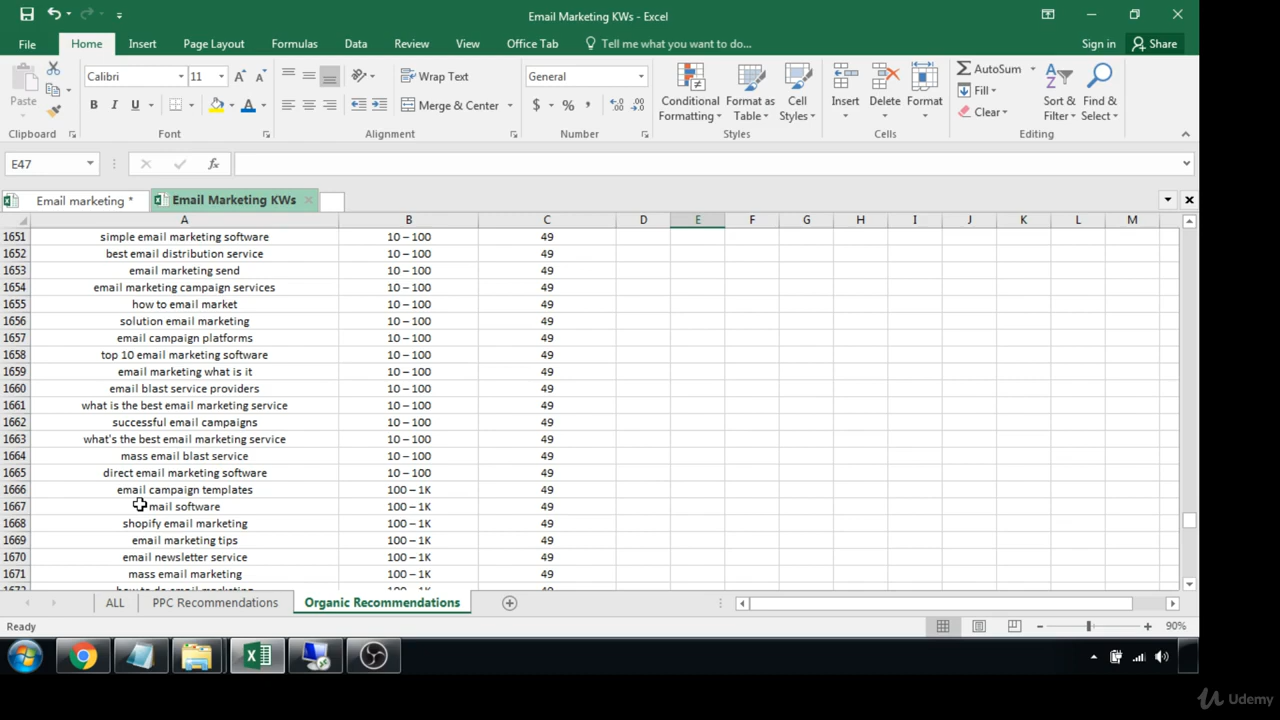 Email Marketing KWs - Excel
File Home Insert Page Layout Formulas Data Review View Office Tab Tell me what you want to do... Sign in Share
Paste Calibri 11 Wrap Text General Conditional Formatting Format as Table Cell Styles Insert Delete Format AutoSum Sort & Filter Find & Select
B I U A Merge & Center $ % Fill Clear
Clipboard Font Alignment Number Styles Cells Editing
E47 fx
Email marketing * Email Marketing KWs
A B C D E F G H I J K L M
1651 simple email marketing software 10 – 100 49
1652 best email distribution service 10 – 100 49
1653 email marketing send 10 – 100 49
1654 email marketing campaign services 10 – 100 49
1655 how to email market 10 – 100 49
1656 solution email marketing 10 – 100 49
1657 email campaign platforms 10 – 100 49
1658 top 10 email marketing software 10 – 100 49
1659 email marketing what is it 10 – 100 49
1660 email blast service providers 10 – 100 49
1661 what is the best email marketing service 10 – 100 49
1662 successful email campaigns 10 – 100 49
1663 what's the best email marketing service 10 – 100 49
1664 mass email blast service 10 – 100 49
1665 direct email marketing software 10 – 100 49
1666 email campaign templates 100 – 1K 49
1667 mail software 100 – 1K 49
1668 shopify email marketing 100 – 1K 49
1669 email marketing tips 100 – 1K 49
1670 email newsletter service 100 – 1K 49
1671 mass email marketing 100 – 1K 49
1672 how to do email marketing 100 – 1K 49
ALL PPC Recommendations Organic Recommendations
Ready 90%
Udemy